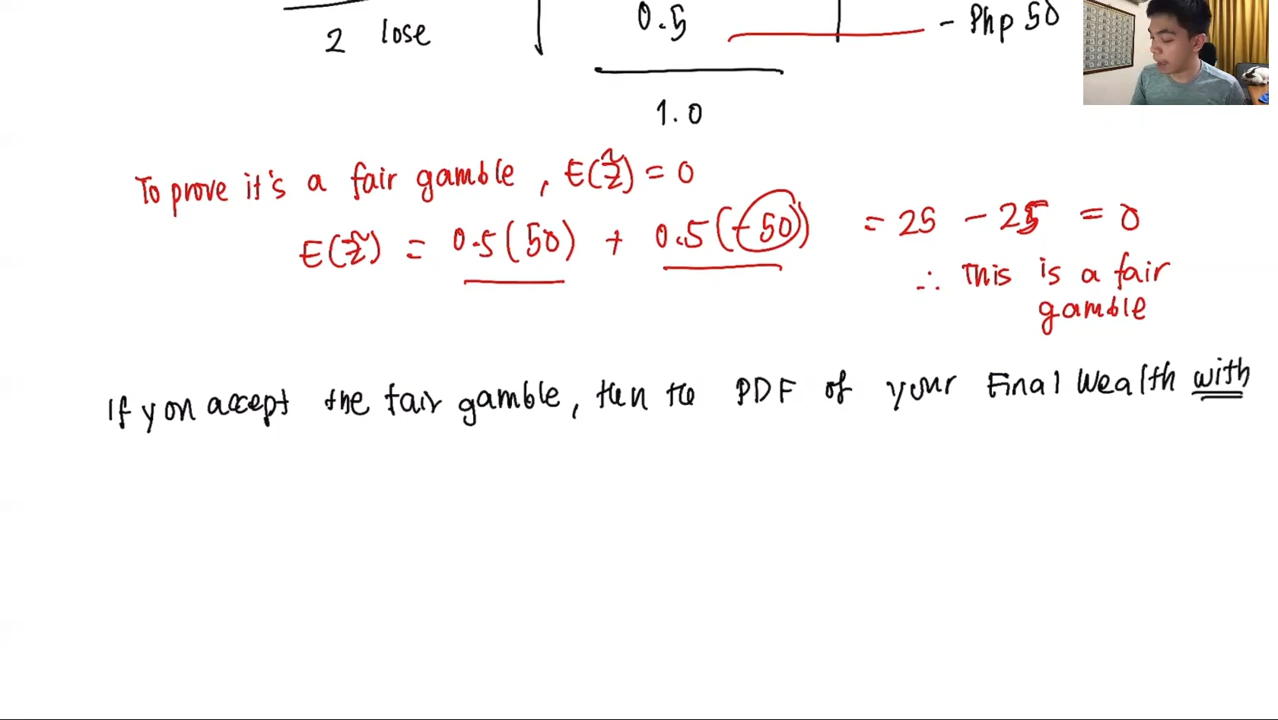 0.5 - Php 50
2 lose
1.0
To prove it's a fair gamble, E(z̃) = 0
E(z̃) = 0.5(50) + 0.5(-50) = 25 - 25 = 0
∴ This is a fair
gamble
If you accept the fair gamble, then the PDF of your Final Wealth with